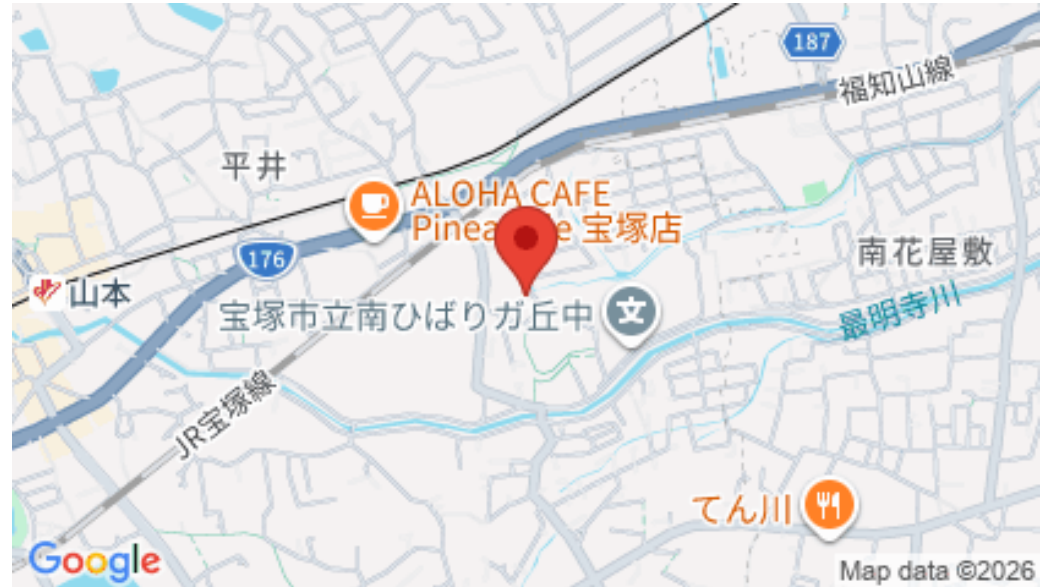 187
福知山線
平井
ALOHA CAFE
宝塚店
南花屋敷
176
山本
宝塚市立南ひばりガ丘中
文
最明寺川
JR宝塚線
てん川
Google
Map data ©2026